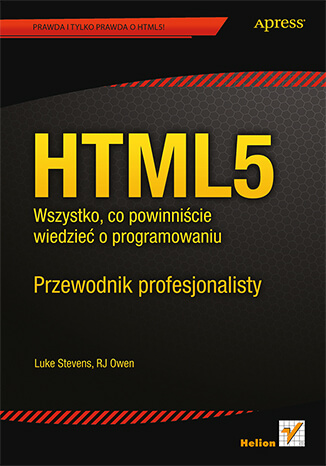 PRAWDA I TYLKO PRAWDA O HTML5!
Apress®
HTML5
Wszystko, co powinniście
wiedzieć o programowaniu
Przewodnik profesjonalisty
Luke Stevens, RJ Owen
Helion